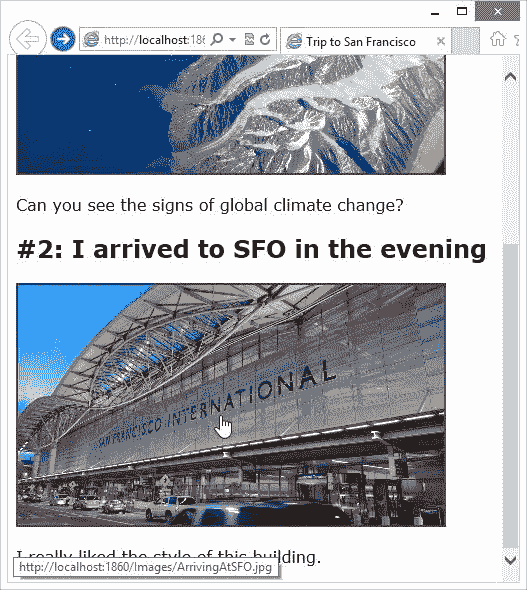 http://localhost:186
Trip to San Francisco
Can you see the signs of global climate change?
#2: I arrived to SFO in the evening
SAN FRANCISCO INTERNATIONAL
I really liked the style of this building.
http://localhost:1860/Images/ArrivingAtSFO.jpg